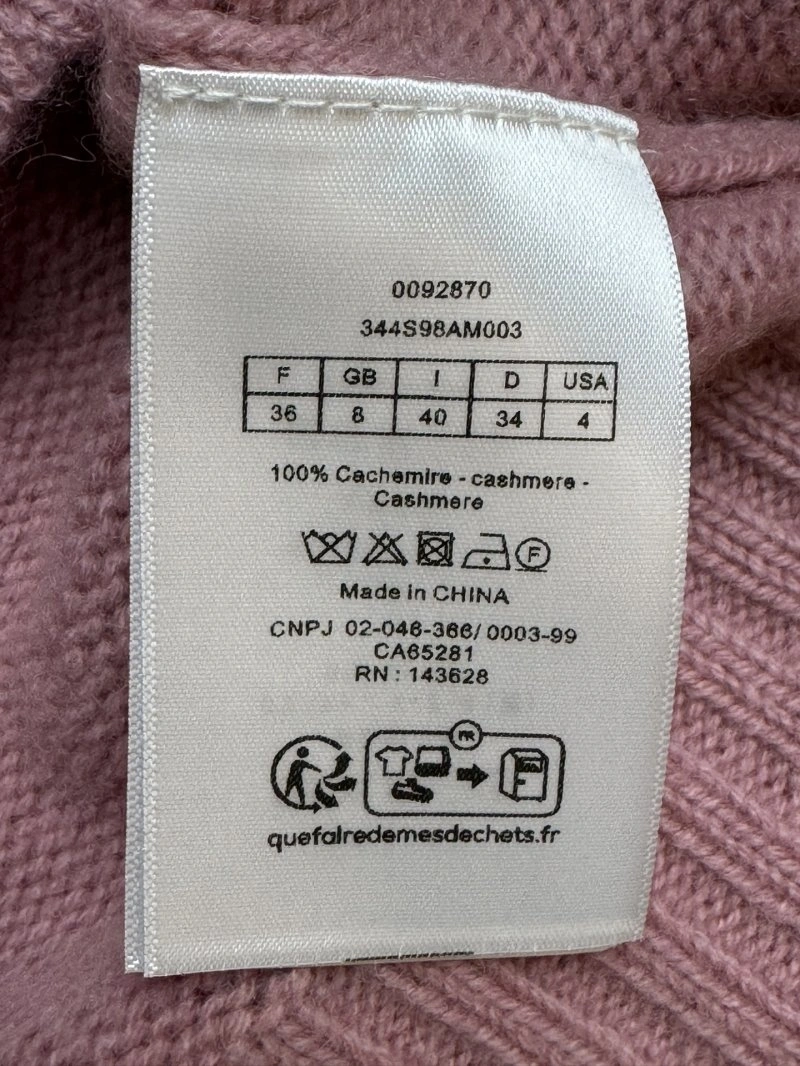 0092870
344S98AM003
F GB I D USA
36 8 40 34 4
100% Cachemire - cashmere -
Cashmere
F
Made in CHINA
CNPJ 02-046-366/ 0003-99
CA65281
RN : 143628
FR
quefairedemesdechets.fr